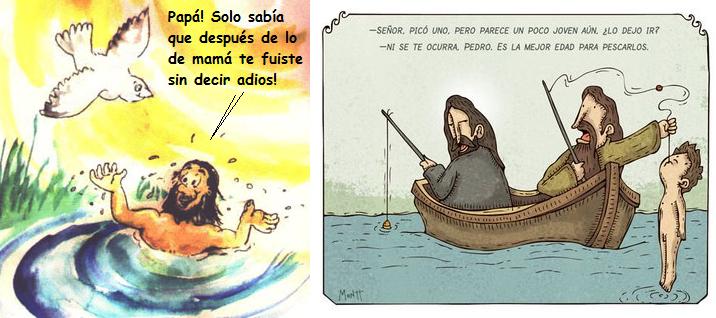 Papá! Solo sabía
que después de lo
de mamá te fuiste
sin decir adios!
—SEÑOR, PICÓ UNO, PERO PARECE UN POCO JOVEN AÚN. ¿LO DEJO IR?
—NI SE TE OCURRA, PEDRO. ES LA MEJOR EDAD PARA PESCARLOS.
MONTT